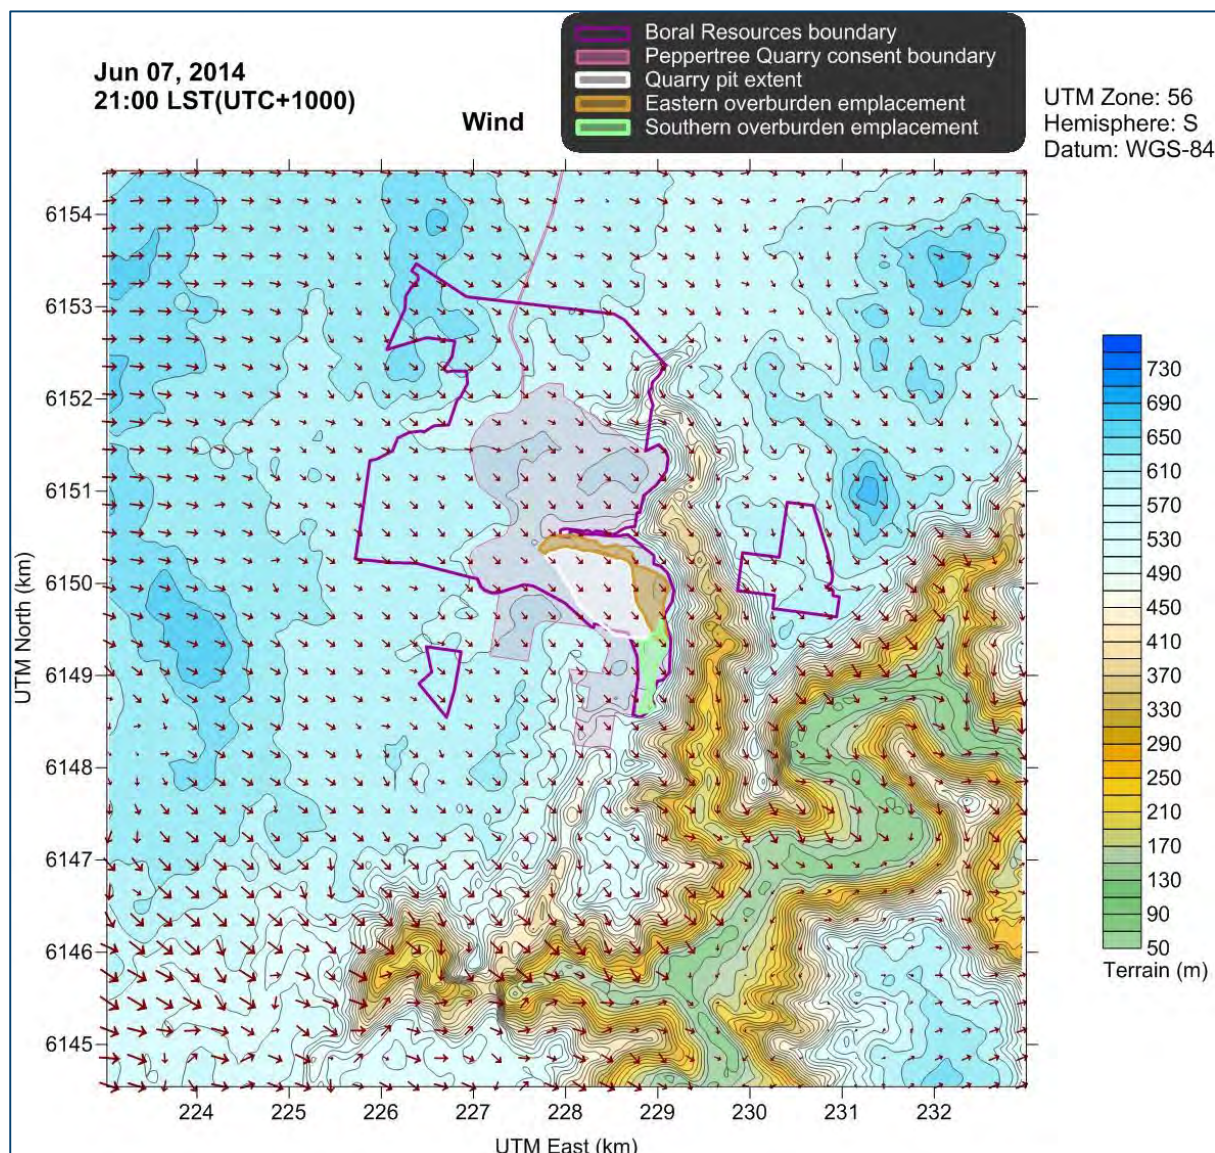 Boral Resources boundary
Peppertree Quarry consent boundary
Quarry pit extent
Eastern overburden emplacement
Southern overburden emplacement
Jun 07, 2014
21:00 LST(UTC+1000)
Wind
UTM Zone: 56
Hemisphere: S
Datum: WGS-84
6154
6153
6152
6151
6150
6149
6148
6147
6146
6145
UTM North (km)
224 225 226 227 228 229 230 231 232
UTM East (km)
730
690
650
610
570
530
490
450
410
370
330
290
250
210
170
130
90
50
Terrain (m)